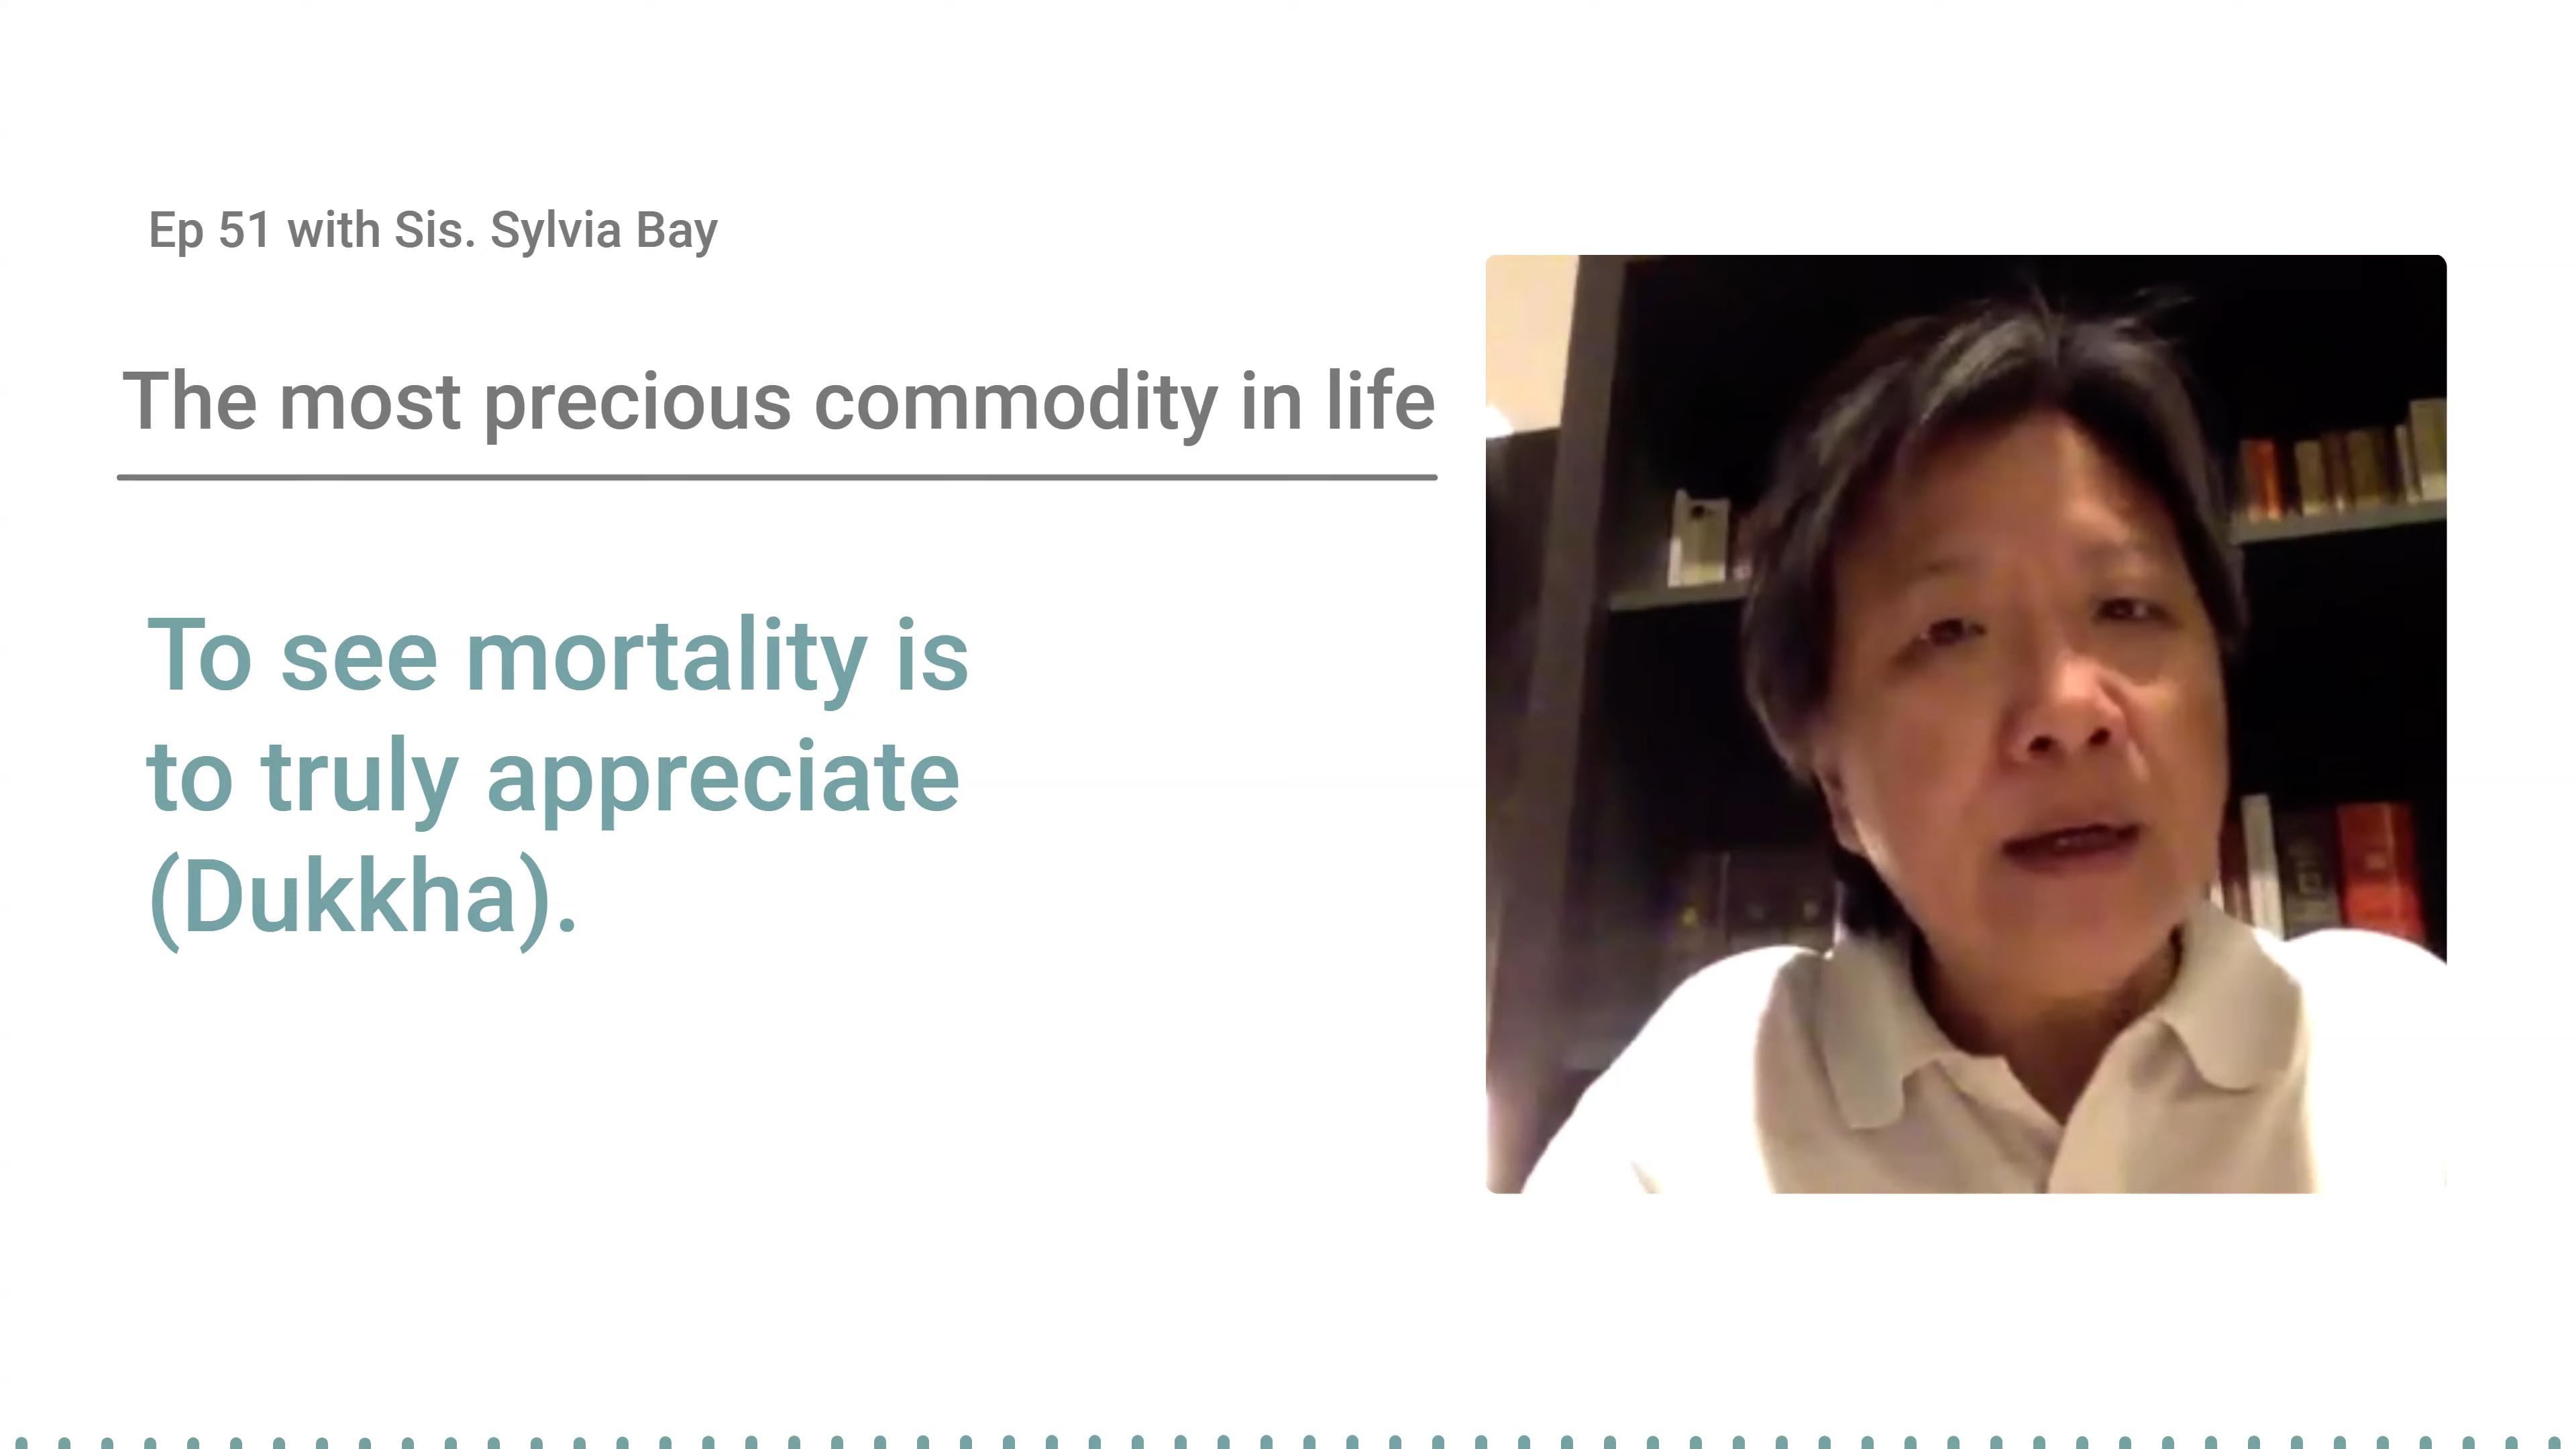 Ep 51 with Sis. Sylvia Bay
The most precious commodity in life
To see mortality is
to truly appreciate
(Dukkha).